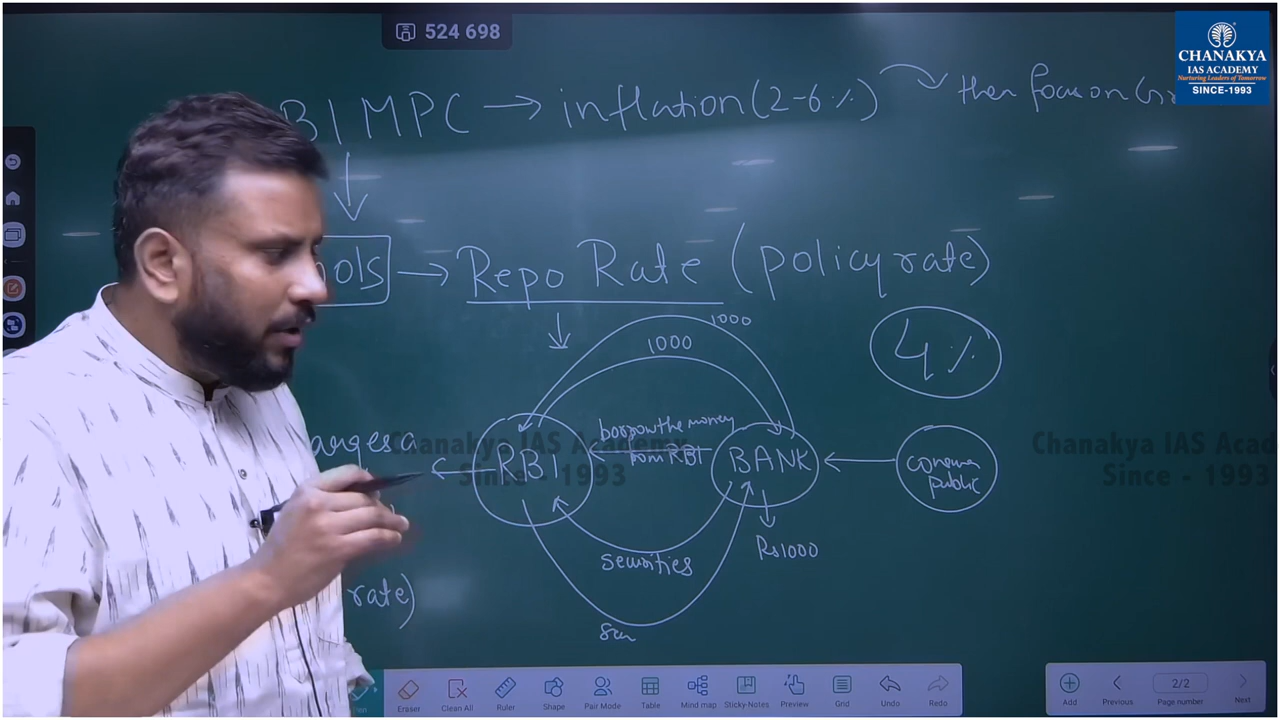 524 698
CHANAKYA
IAS ACADEMY
Nurturing Leaders of Tomorrow
SINCE-1993
BI MPC → inflation (2-6%) then focus on
ools → Repo Rate (policy rate)
1000
1000
4%
borrow the money
from RBI
arges a
RBI
BANK
public
Rs1000
securities
rate)
Chanakya IAS Academy
Since - 1993
Chanakya IAS Acad
Since - 1993
Eraser
Clean All
Ruler
Shape
Pair Mode
Table
Mind map
Sticky-Notes
Preview
Grid
Undo
Redo
Add
Previous
2/2
Page number
Next